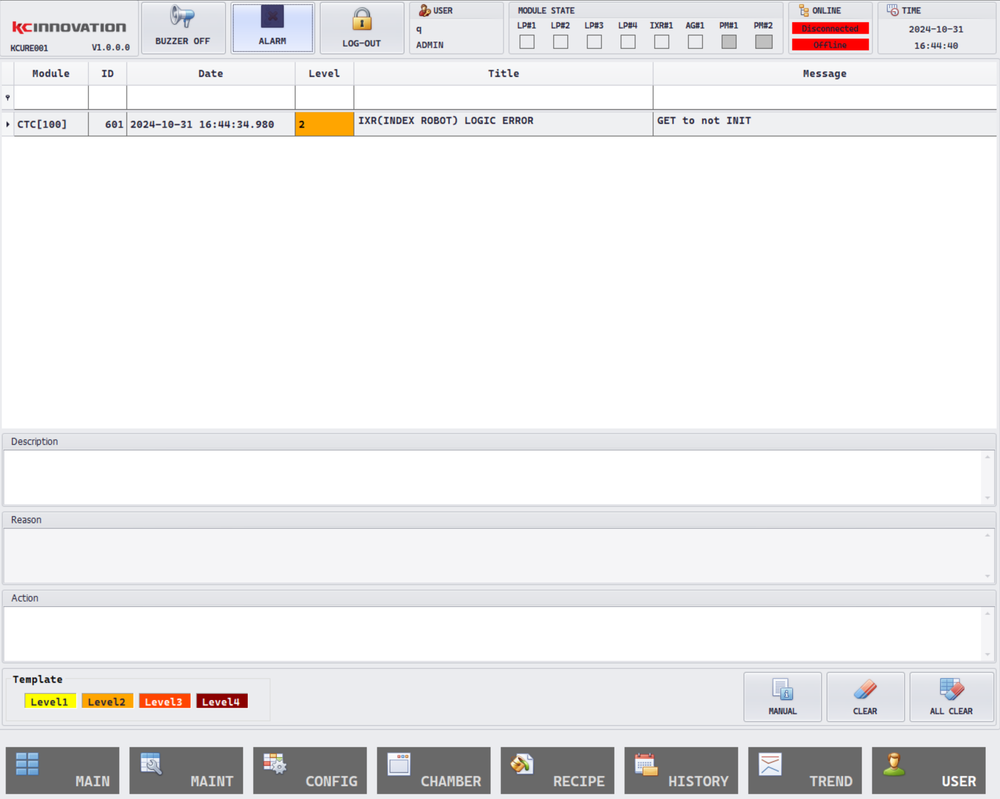 KCINNOVATION
KCURE001 V1.0.0.0
BUZZER OFF
ALARM
LOG-OUT
USER
q
ADMIN
MODULE STATE
LP#1 LP#2 LP#3 LP#4 IXR#1 AG#1 PM#1 PM#2
ONLINE
Disconnected
Offline
TIME
2024-10-31
16:44:40
Module ID Date Level Title Message
CTC[100] 601 2024-10-31 16:44:34.980 2 IXR(INDEX ROBOT) LOGIC ERROR GET to not INIT
Description
Reason
Action
Template
Level1 Level2 Level3 Level4
MANUAL CLEAR ALL CLEAR
MAIN MAINT CONFIG CHAMBER RECIPE HISTORY TREND USER